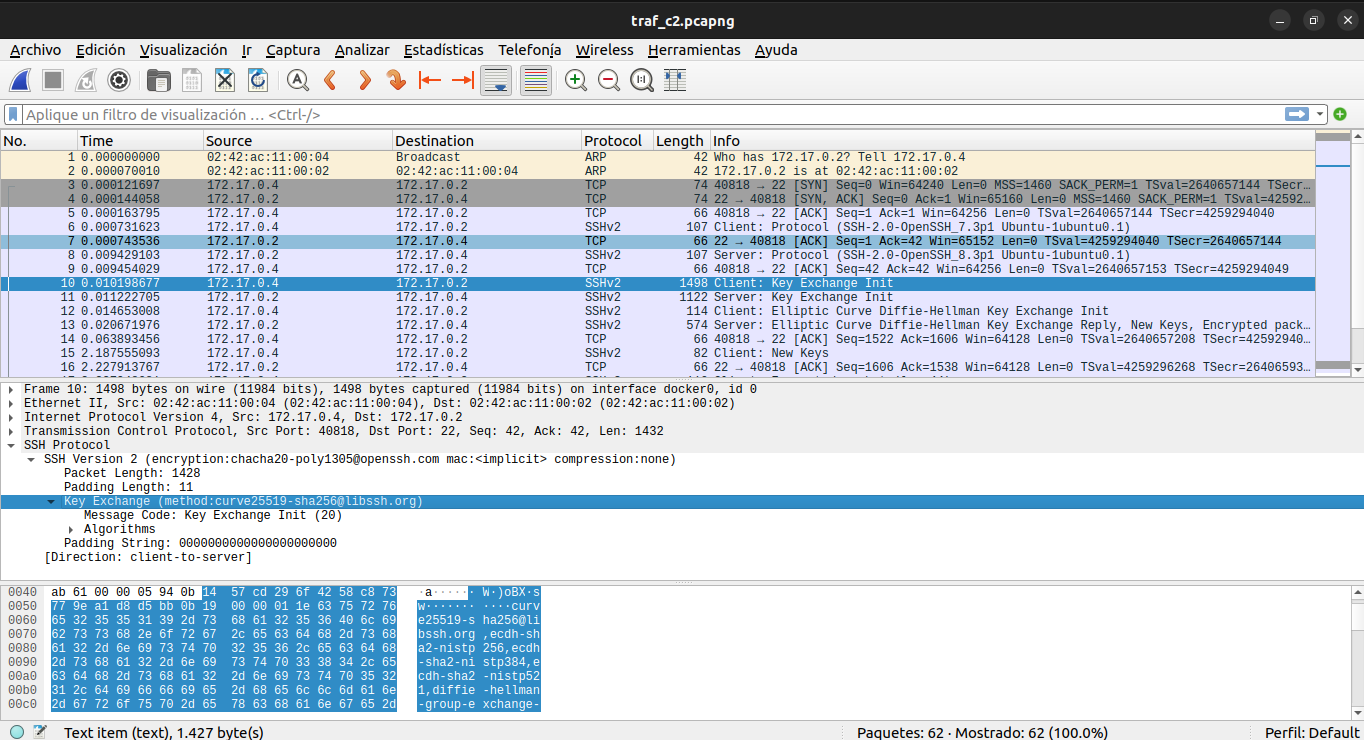 traf_c2.pcapng
Archivo Edición Visualización Ir Captura Analizar Estadísticas Telefonía Wireless Herramientas Ayuda
Aplique un filtro de visualización … <Ctrl-/>
No. Time Source Destination Protocol Length Info
1 0.000000000 02:42:ac:11:00:04 Broadcast ARP 42 Who has 172.17.0.2? Tell 172.17.0.4
2 0.000070010 02:42:ac:11:00:02 02:42:ac:11:00:04 ARP 42 172.17.0.2 is at 02:42:ac:11:00:02
3 0.000121697 172.17.0.4 172.17.0.2 TCP 74 40818 → 22 [SYN] Seq=0 Win=64240 Len=0 MSS=1460 SACK_PERM=1 TSval=2640657144 TSecr…
4 0.000144058 172.17.0.2 172.17.0.4 TCP 74 22 → 40818 [SYN, ACK] Seq=0 Ack=1 Win=65160 Len=0 MSS=1460 SACK_PERM=1 TSval=42592…
5 0.000163795 172.17.0.4 172.17.0.2 TCP 66 40818 → 22 [ACK] Seq=1 Ack=1 Win=64256 Len=0 TSval=2640657144 TSecr=4259294040
6 0.000731623 172.17.0.4 172.17.0.2 SSHv2 107 Client: Protocol (SSH-2.0-OpenSSH_7.3p1 Ubuntu-1ubuntu0.1)
7 0.000743536 172.17.0.2 172.17.0.4 TCP 66 22 → 40818 [ACK] Seq=1 Ack=42 Win=65152 Len=0 TSval=4259294040 TSecr=2640657144
8 0.009429103 172.17.0.2 172.17.0.4 SSHv2 107 Server: Protocol (SSH-2.0-OpenSSH_8.3p1 Ubuntu-1ubuntu0.1)
9 0.009454029 172.17.0.4 172.17.0.2 TCP 66 40818 → 22 [ACK] Seq=42 Ack=42 Win=64256 Len=0 TSval=2640657153 TSecr=4259294049
10 0.010198677 172.17.0.4 172.17.0.2 SSHv2 1498 Client: Key Exchange Init
11 0.011222705 172.17.0.2 172.17.0.4 SSHv2 1122 Server: Key Exchange Init
12 0.014653008 172.17.0.4 172.17.0.2 SSHv2 114 Client: Elliptic Curve Diffie-Hellman Key Exchange Init
13 0.020671976 172.17.0.2 172.17.0.4 SSHv2 574 Server: Elliptic Curve Diffie-Hellman Key Exchange Reply, New Keys, Encrypted pack…
14 0.063893456 172.17.0.4 172.17.0.2 TCP 66 40818 → 22 [ACK] Seq=1522 Ack=1606 Win=64128 Len=0 TSval=2640657208 TSecr=42592940…
15 2.187555093 172.17.0.4 172.17.0.2 SSHv2 82 Client: New Keys
16 2.227913767 172.17.0.2 172.17.0.4 TCP 66 22 → 40818 [ACK] Seq=1606 Ack=1538 Win=64128 Len=0 TSval=4259296268 TSecr=26406593…
Frame 10: 1498 bytes on wire (11984 bits), 1498 bytes captured (11984 bits) on interface docker0, id 0
Ethernet II, Src: 02:42:ac:11:00:04 (02:42:ac:11:00:04), Dst: 02:42:ac:11:00:02 (02:42:ac:11:00:02)
Internet Protocol Version 4, Src: 172.17.0.4, Dst: 172.17.0.2
Transmission Control Protocol, Src Port: 40818, Dst Port: 22, Seq: 42, Ack: 42, Len: 1432
SSH Protocol
SSH Version 2 (encryption:chacha20-poly1305@openssh.com mac:<implicit> compression:none)
Packet Length: 1428
Padding Length: 11
Key Exchange (method:curve25519-sha256@libssh.org)
Message Code: Key Exchange Init (20)
Algorithms
Padding String: 0000000000000000000000
[Direction: client-to-server]
0040 ab 61 00 00 05 94 0b 14 57 cd 29 6f 42 58 c8 73 ·a······ W·)oBX·s
0050 77 9e a1 d8 d5 bb 0b 19 00 00 01 1e 63 75 72 76 w······· ····curv
0060 65 32 35 35 31 39 2d 73 68 61 32 35 36 40 6c 69 e25519-s ha256@li
0070 62 73 73 68 2e 6f 72 67 2c 65 63 64 68 2d 73 68 bssh.org ,ecdh-sh
0080 61 32 2d 6e 69 73 74 70 32 35 36 2c 65 63 64 68 a2-nistp 256,ecdh
0090 2d 73 68 61 32 2d 6e 69 73 74 70 33 38 34 2c 65 -sha2-ni stp384,e
00a0 63 64 68 2d 73 68 61 32 2d 6e 69 73 74 70 35 32 cdh-sha2 -nistp52
00b0 31 2c 64 69 66 66 69 65 2d 68 65 6c 6c 6d 61 6e 1,diffie -hellman
00c0 2d 67 72 6f 75 70 2d 65 78 63 68 61 6e 67 65 2d -group-e xchange-
Text item (text), 1.427 byte(s) Paquetes: 62 · Mostrado: 62 (100.0%) Perfil: Default